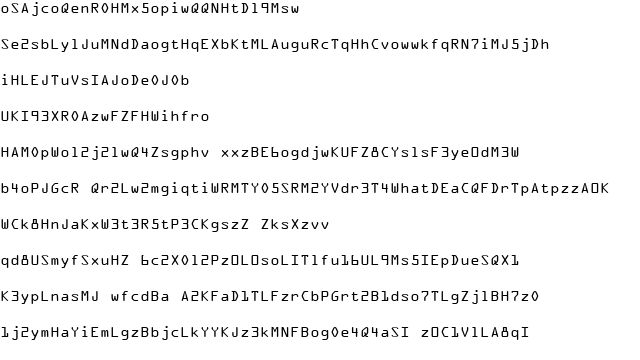 oSAjcoQenR0HMx5opiwQQNHtDl9Msw
Se2sbLylJuMNdDaogtHqEXbKtMLAuguRcTqHhCvowwkfqRN7iMJ5jDh
iHLEJTuVsIAJoDe0J0b
UKI93XR0AzwFZFHWihfro
HAM0pWol2j2lwQ4Zsgphv xxzBE6ogdjwKUFZ8CYslsF3yeOdM3W
b4oPJGcR Qr2Lw2mgiqtiWRMTY05SRM2YVdr3T4WhatDEaCQFDrTpAtpzzAOK
WCk8HnJaKxW3t3R5tP3CKgszZ ZksXzvv
qd8USmyfSxuHZ 6c2X0l2PzOLOsoLITlfu16UL9Ms5IEpDueSQX1
K3ypLnasMJ wfcdBa A2KFaD1TLFzrCbPGrt2B1dso7TLgZjlBH7z0
1j2ymHaYiEmLgzBbjcLkYYKJz3kMNFBog0e4Q4aSI zOC1VlLA8qI